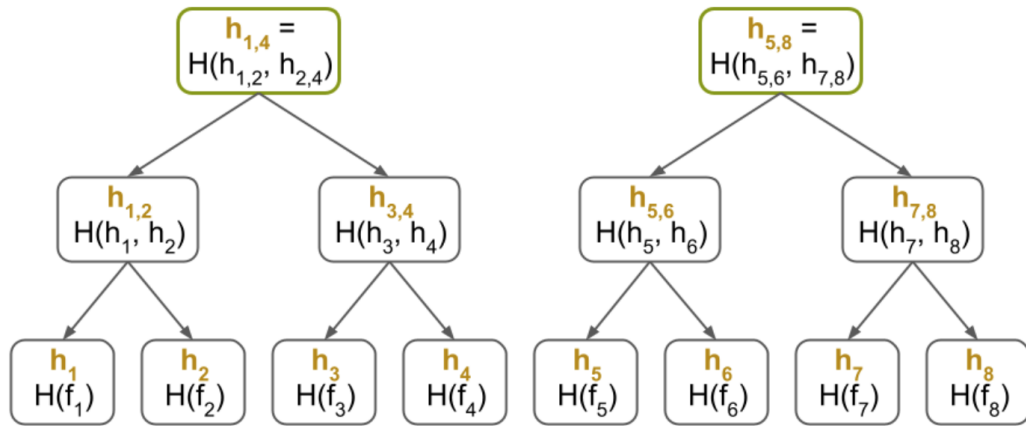 h₁,₄ =
H(h₁,₂, h₂,₄)
h₅,₈ =
H(h₅,₆, h₇,₈)
h₁,₂
H(h₁, h₂)
h₃,₄
H(h₃, h₄)
h₅,₆
H(h₅, h₆)
h₇,₈
H(h₇, h₈)
h₁
H(f₁)
h₂
H(f₂)
h₃
H(f₃)
h₄
H(f₄)
h₅
H(f₅)
h₆
H(f₆)
h₇
H(f₇)
h₈
H(f₈)